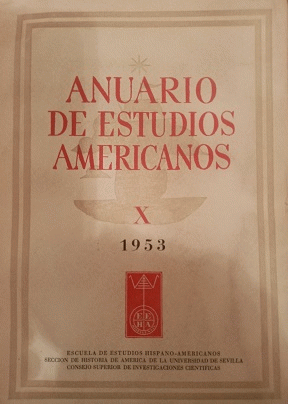 ANUARIO
DE ESTUDIOS
AMERICANOS
X
1953
E.E.
H.A.
ESCUELA DE ESTUDIOS HISPANO-AMERICANOS
SECCION DE HISTORIA DE AMERICA DE LA UNIVERSIDAD DE SEVILLA
CONSEJO SUPERIOR DE INVESTIGACIONES CIENTIFICAS